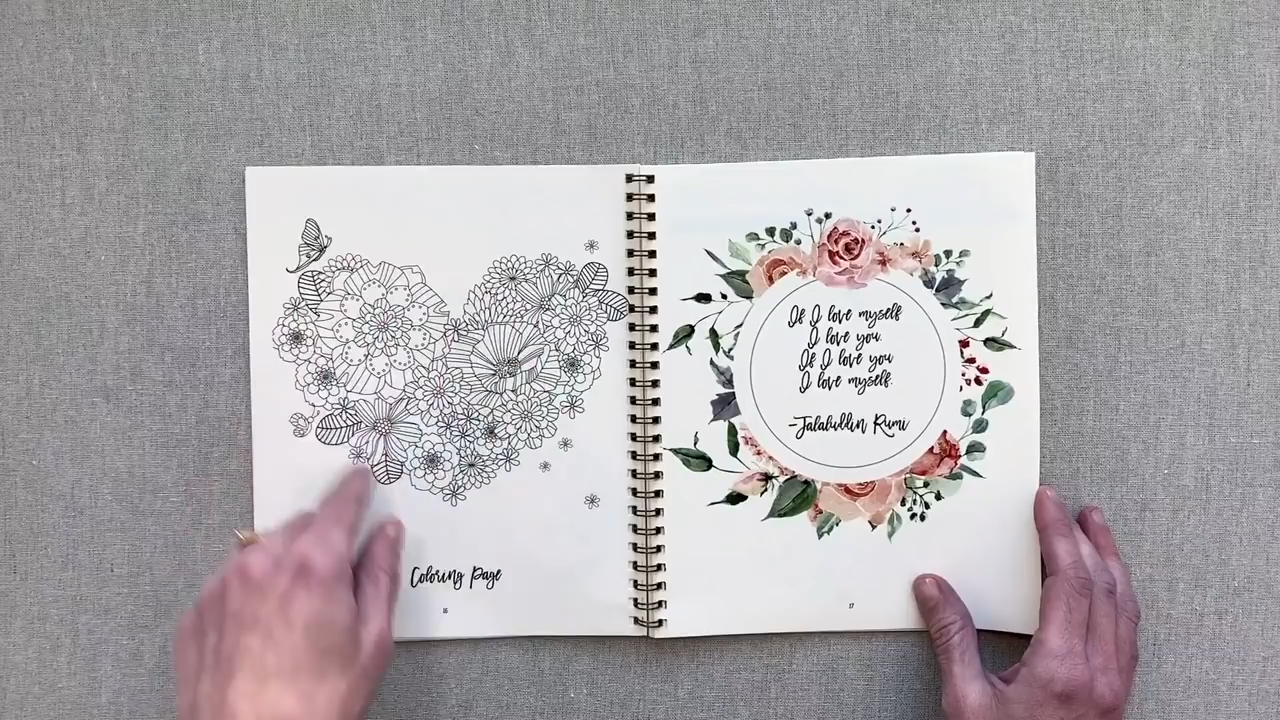 Coloring Page
16
If I love myself
I love you.
If I love you
I love myself.
-Jalaluddin Rumi
17